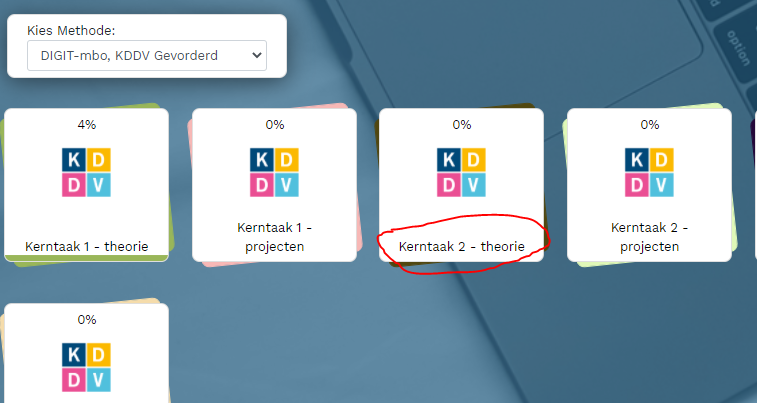 Kies Methode:
DIGIT-mbo, KDDV Gevorderd
option
4%
K D
D V
Kerntaak 1 - theorie
0%
K D
D V
Kerntaak 1 -
projecten
0%
K D
D V
Kerntaak 2 - theorie
0%
K D
D V
Kerntaak 2 -
projecten
0%
K D
D V